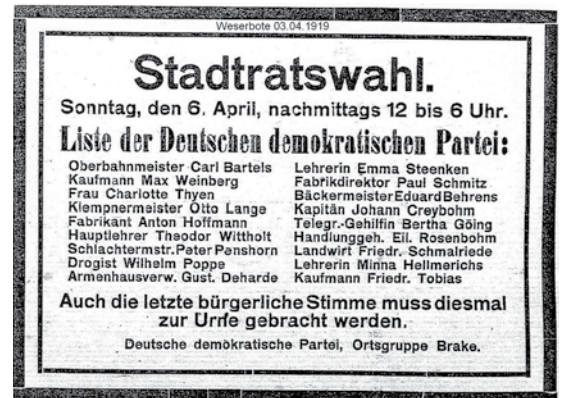 Weserbote 03.04.1919
Stadtratswahl.
Sonntag, den 6. April, nachmittags 12 bis 6 Uhr.
Liste der Deutschen demokratischen Partei:
Oberbahnmeister Carl Bartels
Kaufmann Max Weinberg
Frau Charlotte Thyen
Klempnermeister Otto Lange
Fabrikant Anton Hoffmann
Hauptlehrer Theodor Wittholt
Schlachtermstr. Peter Penshorn
Drogist Wilhelm Poppe
Armenhausverw. Gust. Deharde
Lehrerin Emma Steenken
Fabrikdirektor Paul Schmitz
Bäckermeister Eduard Behrens
Kapitän Johann Creybohm
Telegr.-Gehilfin Bertha Göing
Handlunggeh. Eil. Rosenbohm
Landwirt Friedr. Schmalriede
Lehrerin Minna Hellmerichs
Kaufmann Friedr. Tobias
Auch die letzte bürgerliche Stimme muss diesmal
zur Urne gebracht werden.
Deutsche demokratische Partei, Ortsgruppe Brake.